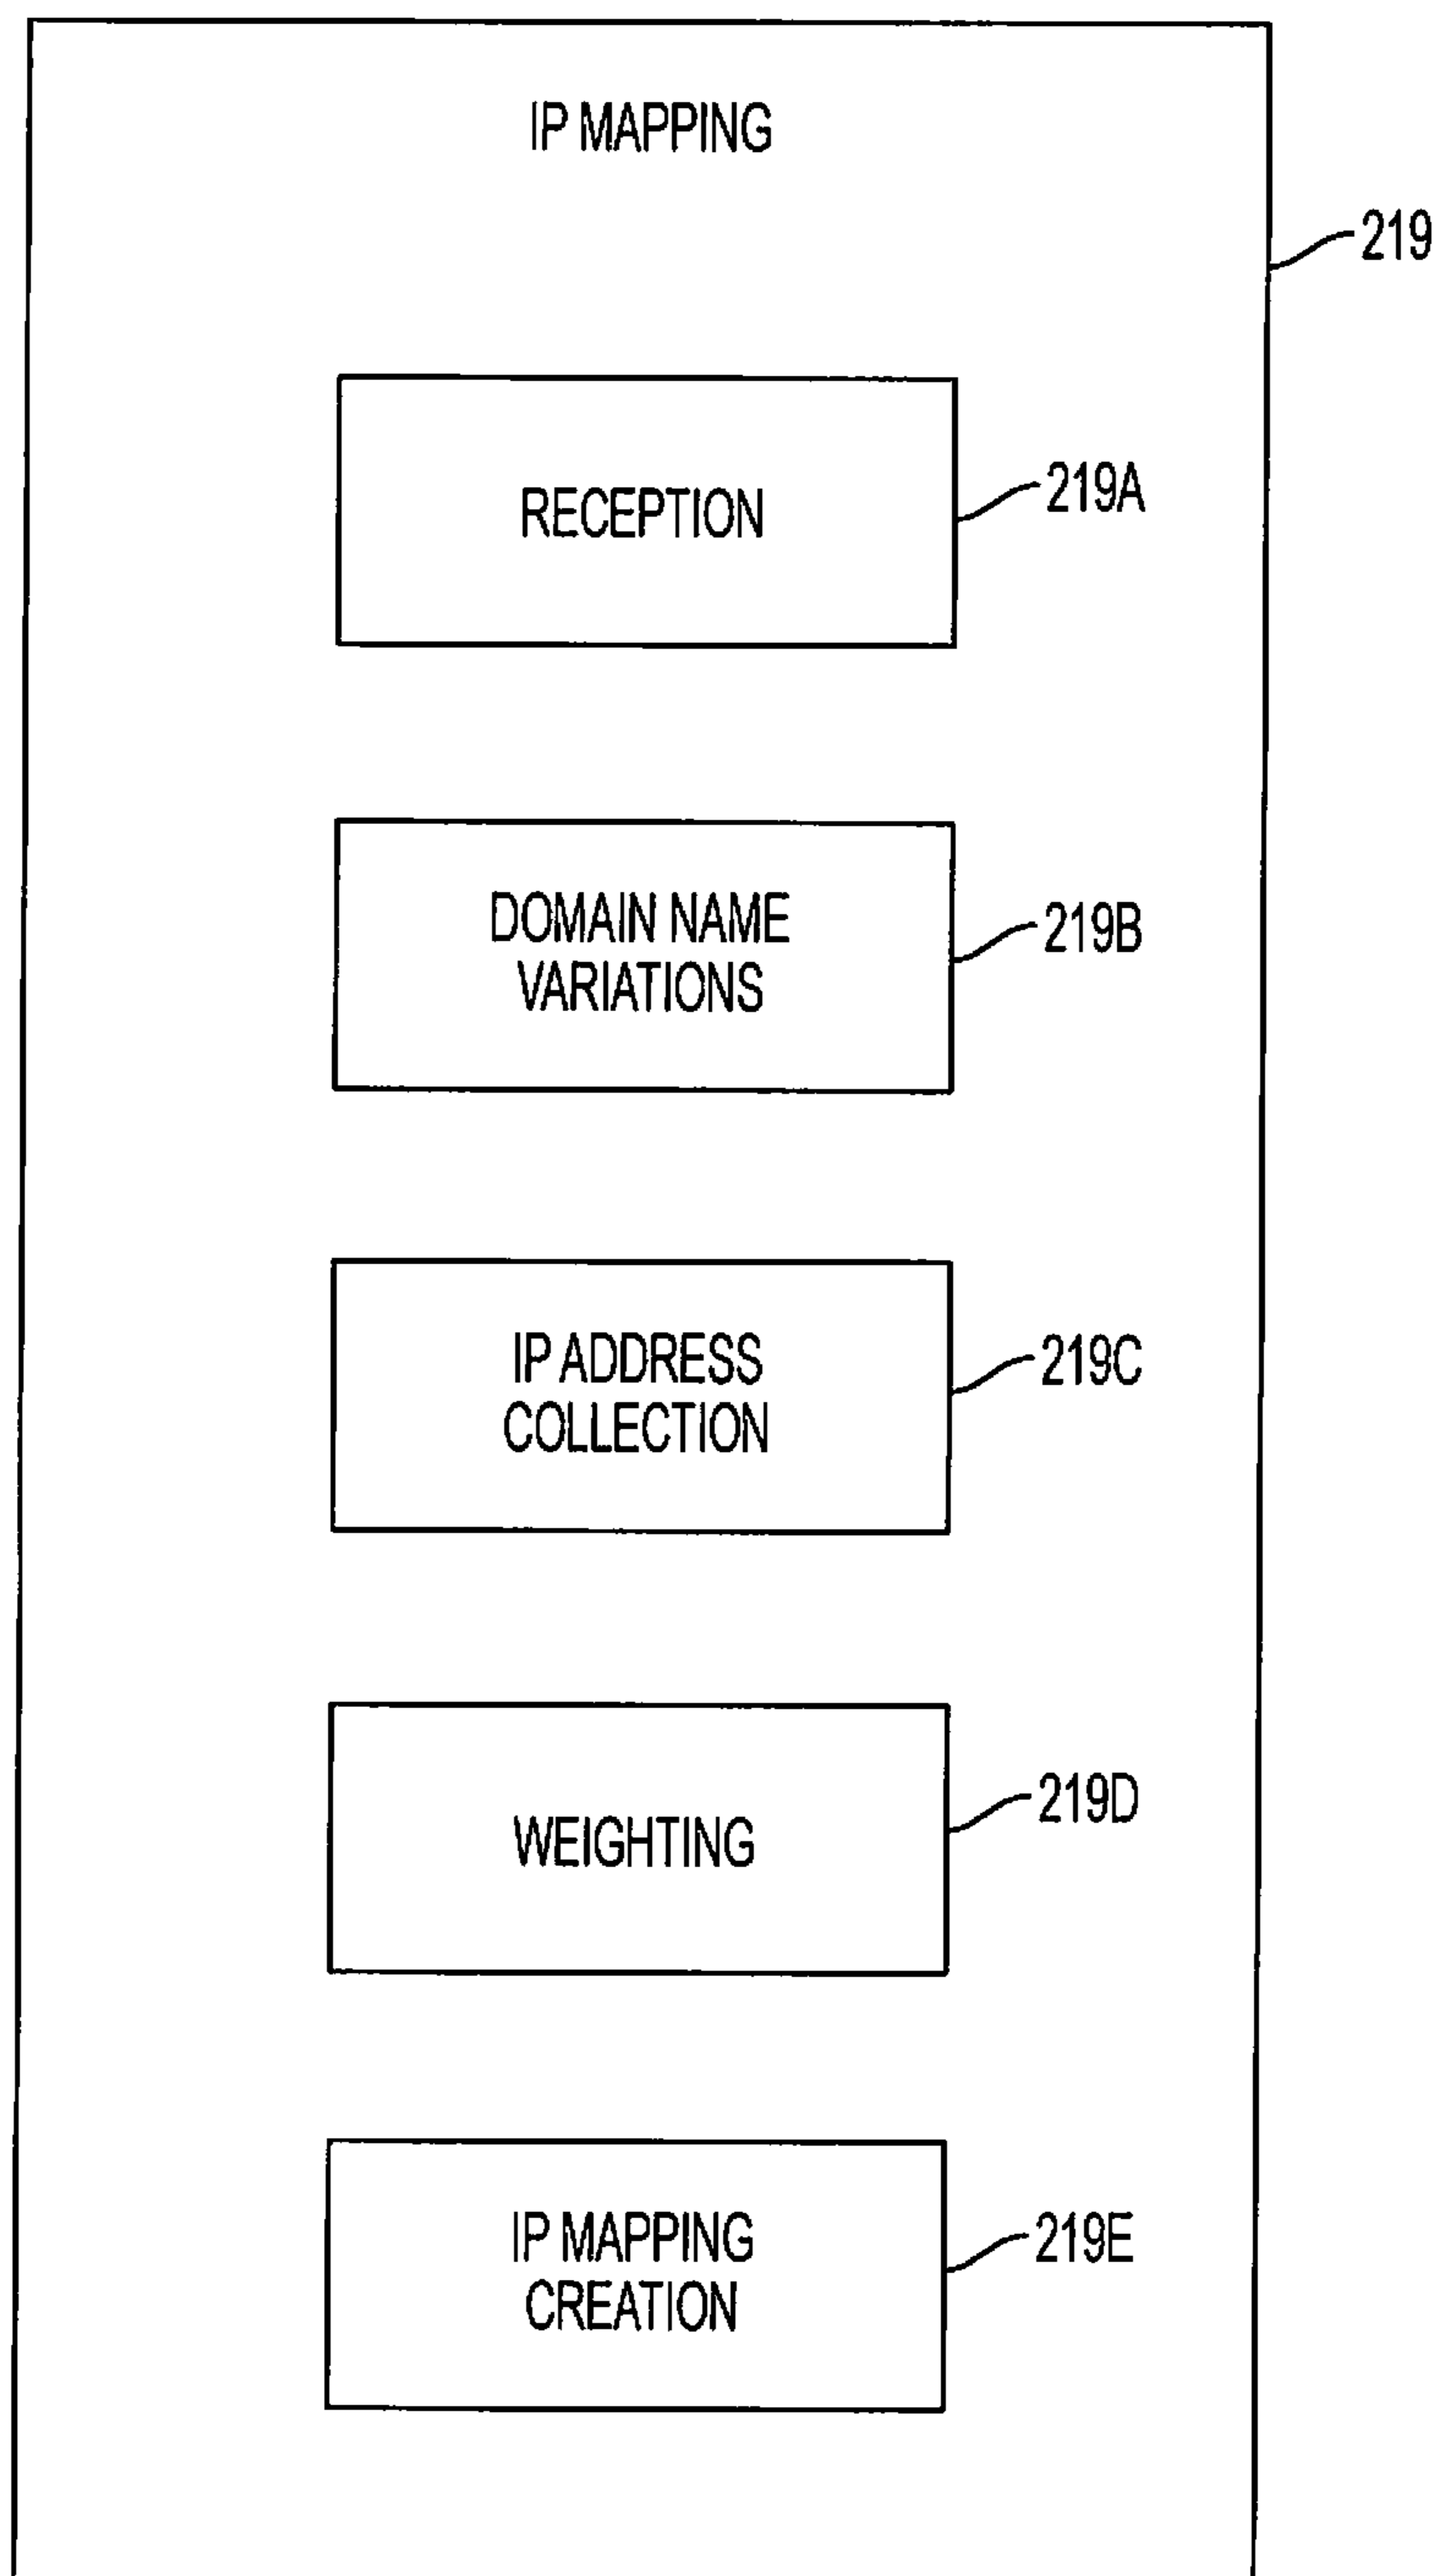 IP MAPPING
219
RECEPTION
219A
DOMAIN NAME
VARIATIONS
219B
IP ADDRESS
COLLECTION
219C
WEIGHTING
219D
IP MAPPING
CREATION
219E